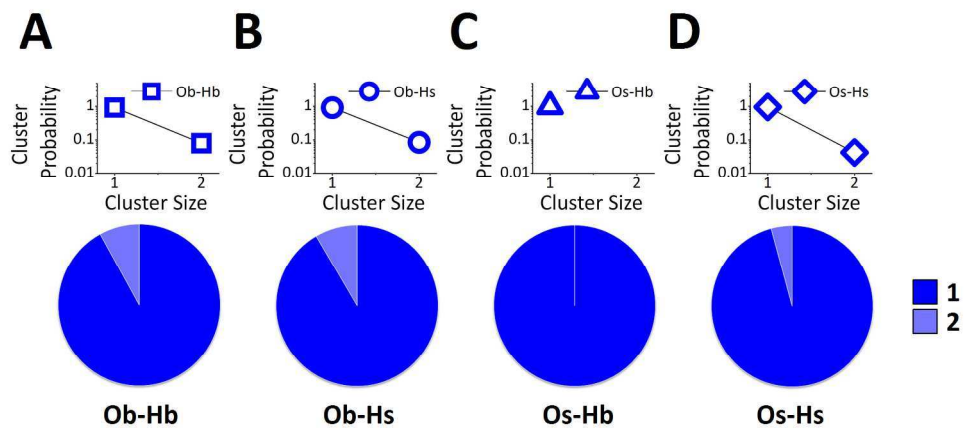 A
B
C
D
Cluster
Probability
1
0.1
0.01
Ob-Hb
1
2
Cluster Size
Cluster
Probability
1
0.1
0.01
Ob-Hs
1
2
Cluster Size
Cluster
Probability
1
0.1
0.01
Os-Hb
1
2
Cluster Size
Cluster
Probability
1
0.1
0.01
Os-Hs
1
2
Cluster Size
1
2
Ob-Hb
Ob-Hs
Os-Hb
Os-Hs